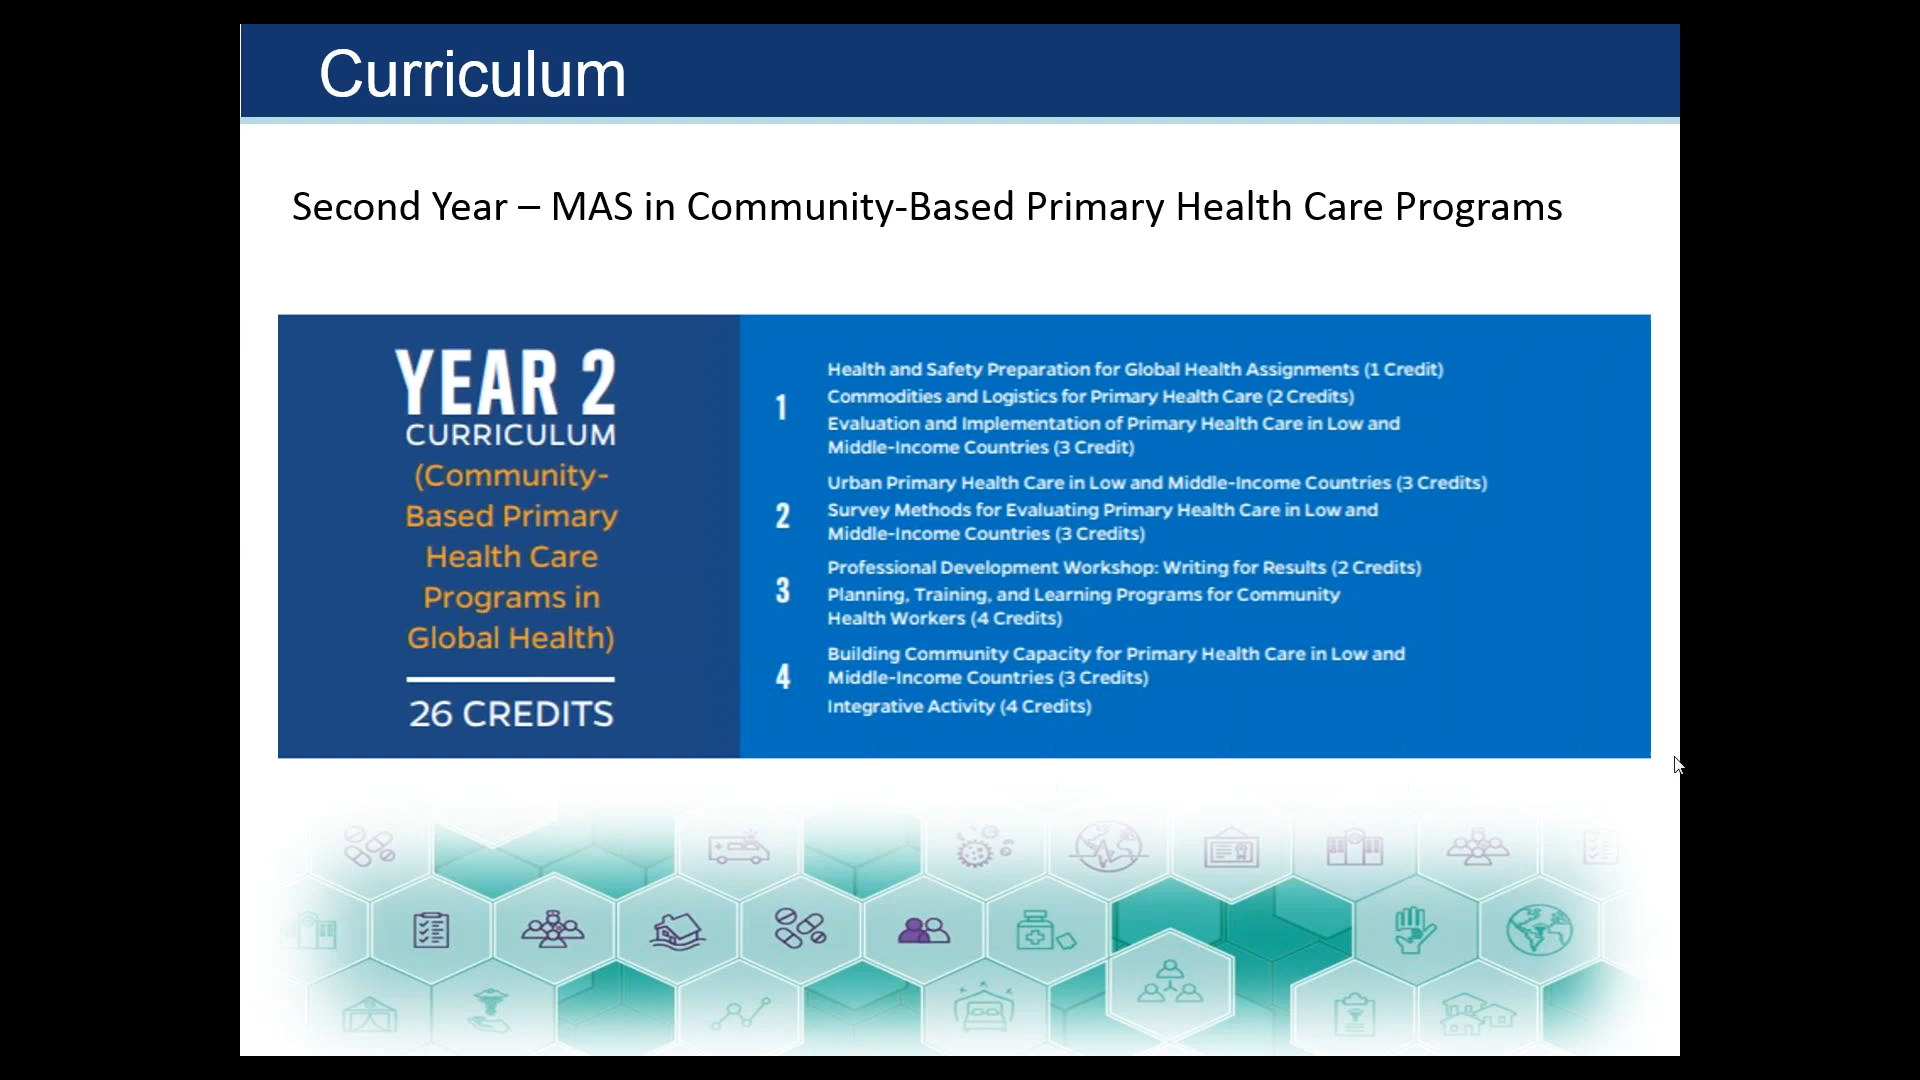 Curriculum
Second Year – MAS in Community-Based Primary Health Care Programs
YEAR 2
CURRICULUM
(Community-
Based Primary
Health Care
Programs in
Global Health)
26 CREDITS
1
Health and Safety Preparation for Global Health Assignments (1 Credit)
Commodities and Logistics for Primary Health Care (2 Credits)
Evaluation and Implementation of Primary Health Care in Low and
Middle-Income Countries (3 Credit)
2
Urban Primary Health Care in Low and Middle-Income Countries (3 Credits)
Survey Methods for Evaluating Primary Health Care in Low and
Middle-Income Countries (3 Credits)
3
Professional Development Workshop: Writing for Results (2 Credits)
Planning, Training, and Learning Programs for Community
Health Workers (4 Credits)
4
Building Community Capacity for Primary Health Care in Low and
Middle-Income Countries (3 Credits)
Integrative Activity (4 Credits)